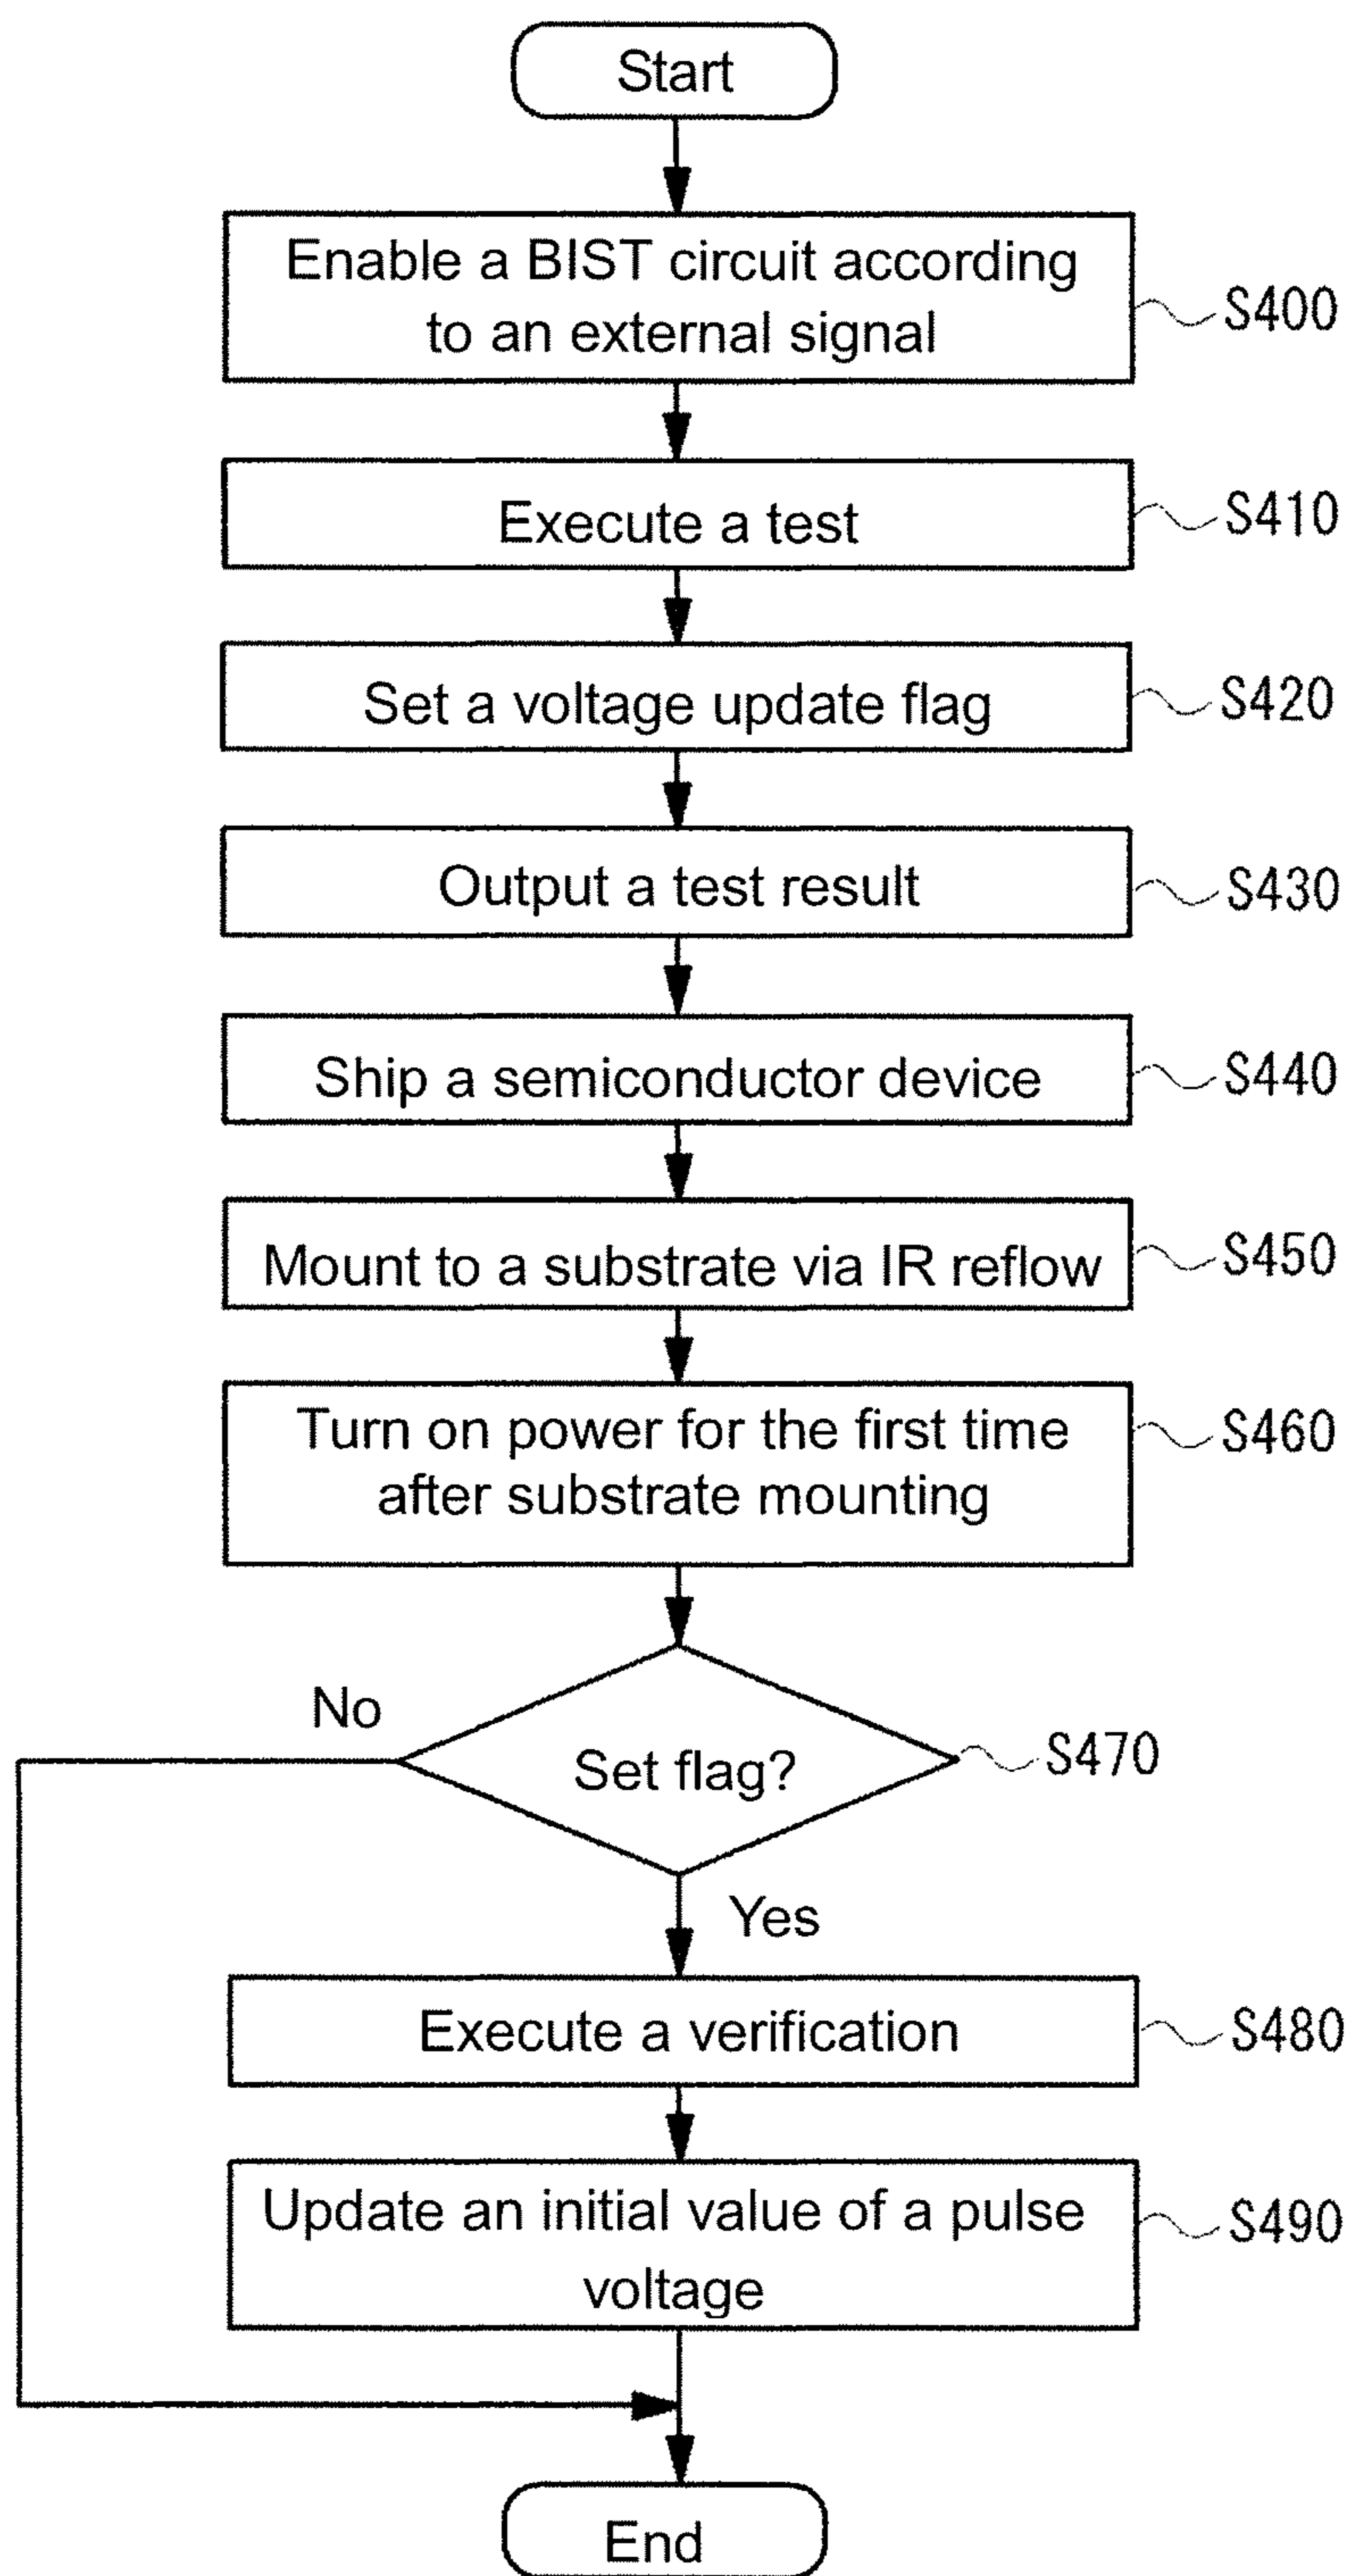 Start
Enable a BIST circuit according
to an external signal
S400
Execute a test
S410
Set a voltage update flag
S420
Output a test result
S430
Ship a semiconductor device
S440
Mount to a substrate via IR reflow
S450
Turn on power for the first time
after substrate mounting
S460
No
Set flag?
S470
Yes
Execute a verification
S480
Update an initial value of a pulse
voltage
S490
End